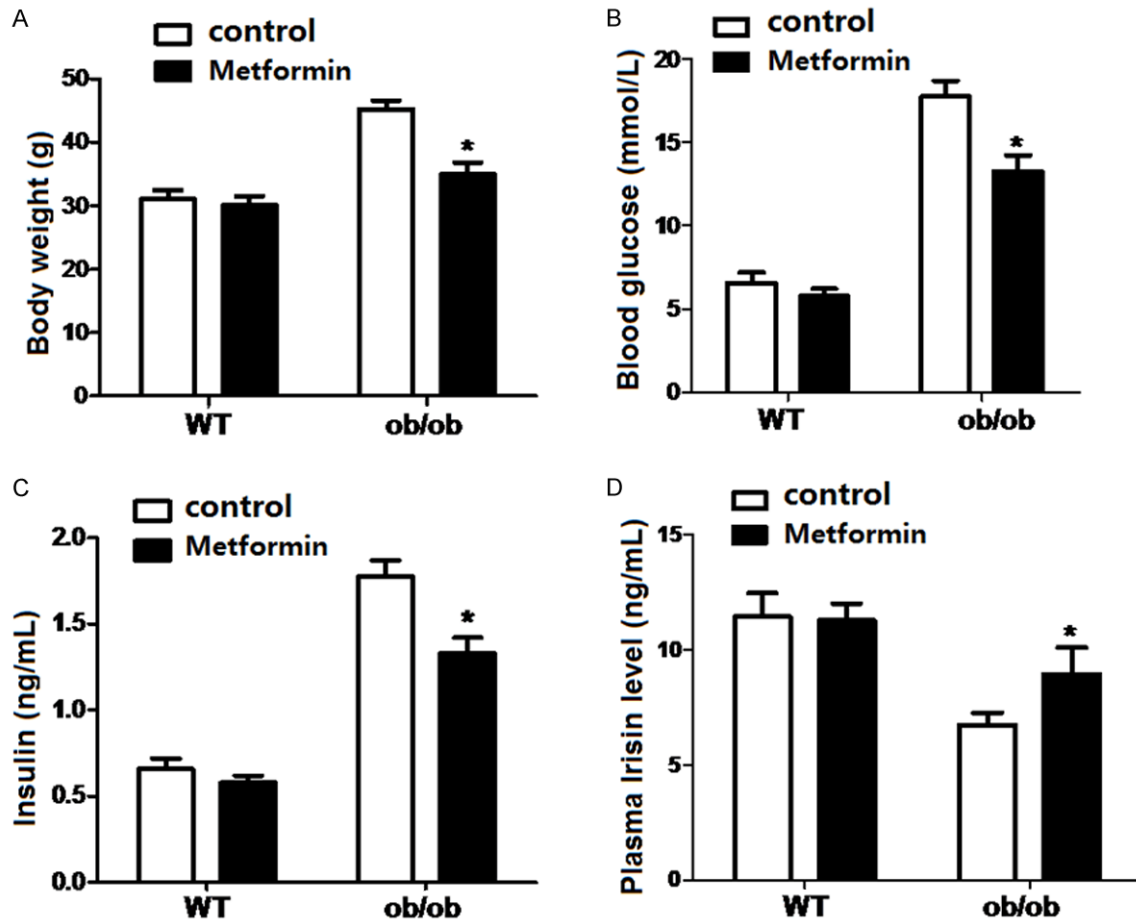 A
control
Metformin
Body weight (g)
50
40
30
20
10
0
*
WT ob/ob
B
control
Metformin
Blood glucose (mmol/L)
20
15
10
5
0
*
WT ob/ob
C
control
Metformin
Insulin (ng/mL)
2.0
1.5
1.0
0.5
0.0
*
WT ob/ob
D
control
Metformin
Plasma Irisin level (ng/mL)
15
10
5
0
*
WT ob/ob